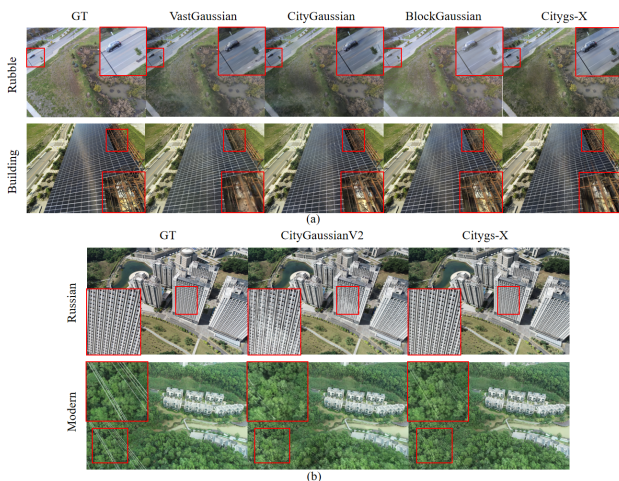 GT VastGaussian CityGaussian BlockGaussian Citygs-X
Rubble
Building
(a)
GT CityGaussianV2 Citygs-X
Russian
Modern
(b)